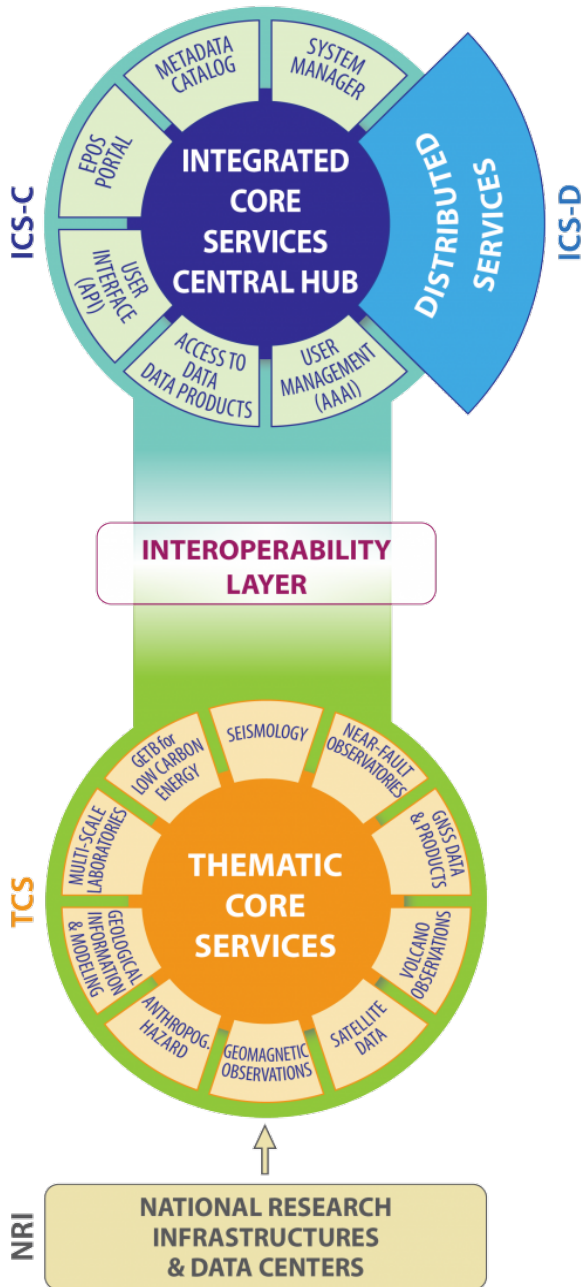 METADATA
CATALOG
SYSTEM
MANAGER
EPOS
PORTAL
INTEGRATED
CORE
SERVICES
CENTRAL HUB
DISTRIBUTED
SERVICES
ICS-C
ICS-D
USER
INTERFACE
(API)
ACCESS TO
DATA
DATA PRODUCTS
USER
MANAGEMENT
(AAAI)
INTEROPERABILITY
LAYER
GETB for
LOW CARBON
ENERGY
SEISMOLOGY
NEAR-FAULT
OBSERVATORIES
MULTI-SCALE
LABORATORIES
GNSS DATA
& PRODUCTS
THEMATIC
CORE
SERVICES
TCS
GEOLOGICAL
INFORMATION
& MODELING
VOLCANO
OBSERVATIONS
ANTHROPOG.
HAZARD
GEOMAGNETIC
OBSERVATIONS
SATELLITE
DATA
NRI
NATIONAL RESEARCH
INFRASTRUCTURES
& DATA CENTERS